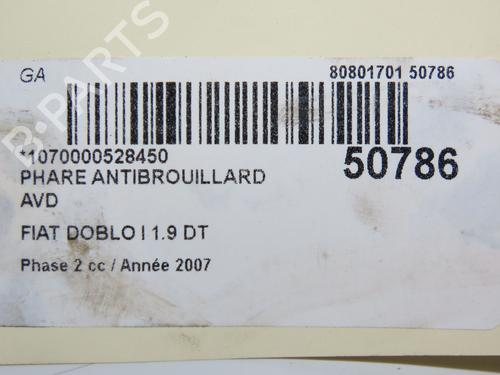 GA
80801701 50786
*1070000528450
50786
PHARE ANTIBROUILLARD
AVD
FIAT DOBLO I 1.9 DT
Phase 2 cc / Année 2007
B-PARTS